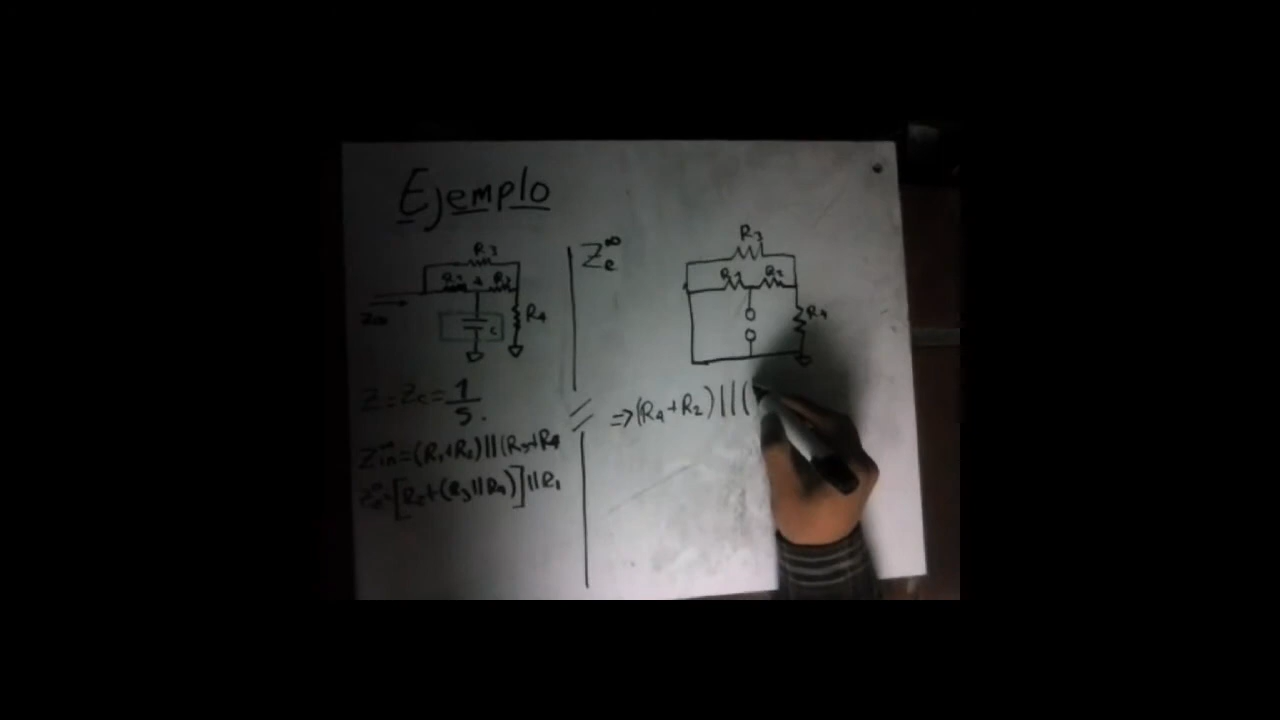 Ejemplo
R3
R1 + R2
R4
Zin
C
Z=Zc=1/S.
Zin∞=(R1+R2)||(R3+R4
Ze∞=[R2+(R3||R4)]||R1
Ze∞
R3
R1 R2
R4
=>(R4+R2)||(